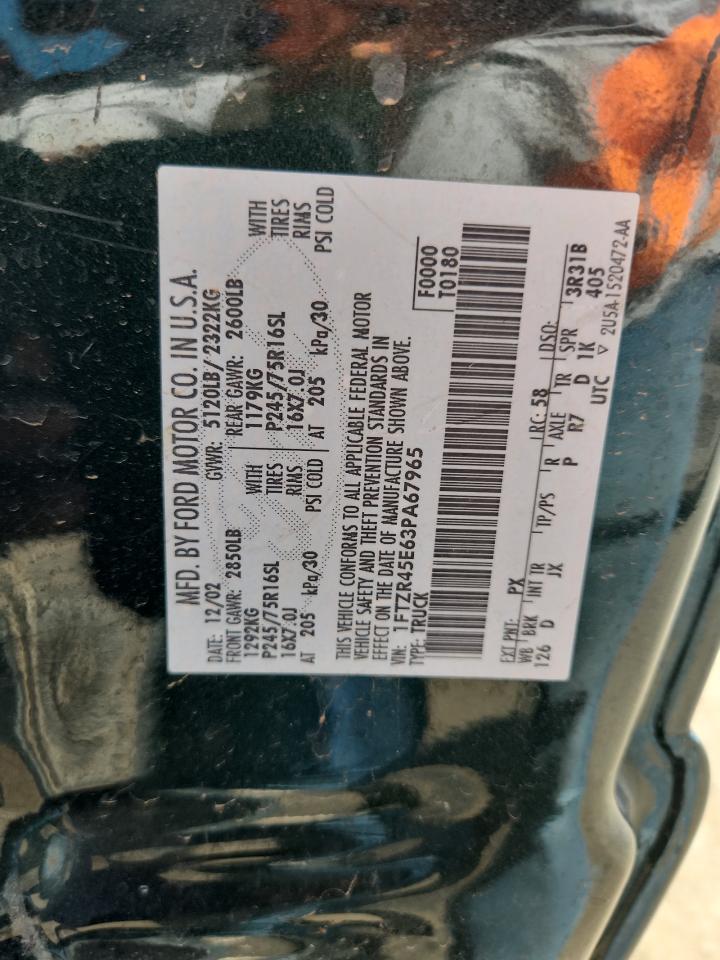 MFD. BY FORD MOTOR CO. IN U.S.A.
DATE: 12/02 GVWR: 5120LB/ 2322KG
FRONT GAWR: 2850LB REAR GAWR: 2600LB
1292KG WITH 1179KG WITH
P245/75R16SL TIRES P245/75R16SL TIRES
16X7.0J RIMS 16X7.0J RIMS
AT 205 kPa/30 PSI COLD AT 205 kPa/30 PSI COLD
THIS VEHICLE CONFORMS TO ALL APPLICABLE FEDERAL MOTOR
VEHICLE SAFETY AND THEFT PREVENTION STANDARDS IN
EFFECT ON THE DATE OF MANUFACTURE SHOWN ABOVE.
VIN: 1FTZR45E63PA67965
TYPE: TRUCK
F0000
T0180
EXT PNT: PX RC: 58 DSO:
WB BRK INT TR TP/PS R AXLE TR SPR 3R31B
126 D JX P R7 D 1K 405
UTC ▽ 2U5A-1520472-AA